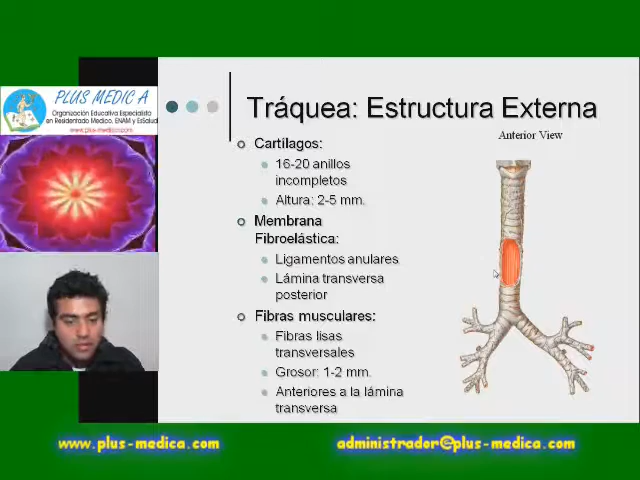 PLUS MEDIC A
Organización Educativa Especialista
en Residentado Medico, ENAM y EsSalud
www.plus-medica.com
Tráquea: Estructura Externa
Anterior View
Cartílagos:
16-20 anillos
incompletos
Altura: 2-5 mm.
Membrana
Fibroelástica:
Ligamentos anulares
Lámina transversa
posterior
Fibras musculares:
Fibras lisas
transversales
Grosor: 1-2 mm.
Anteriores a la lámina
transversa
www.plus-medica.com
administrador@plus-medica.com